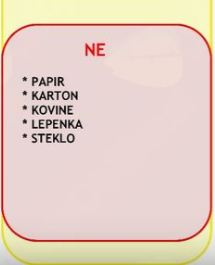 NE
* PAPIR
* KARTON
* KOVINE
* LEPENKA
* STEKLO